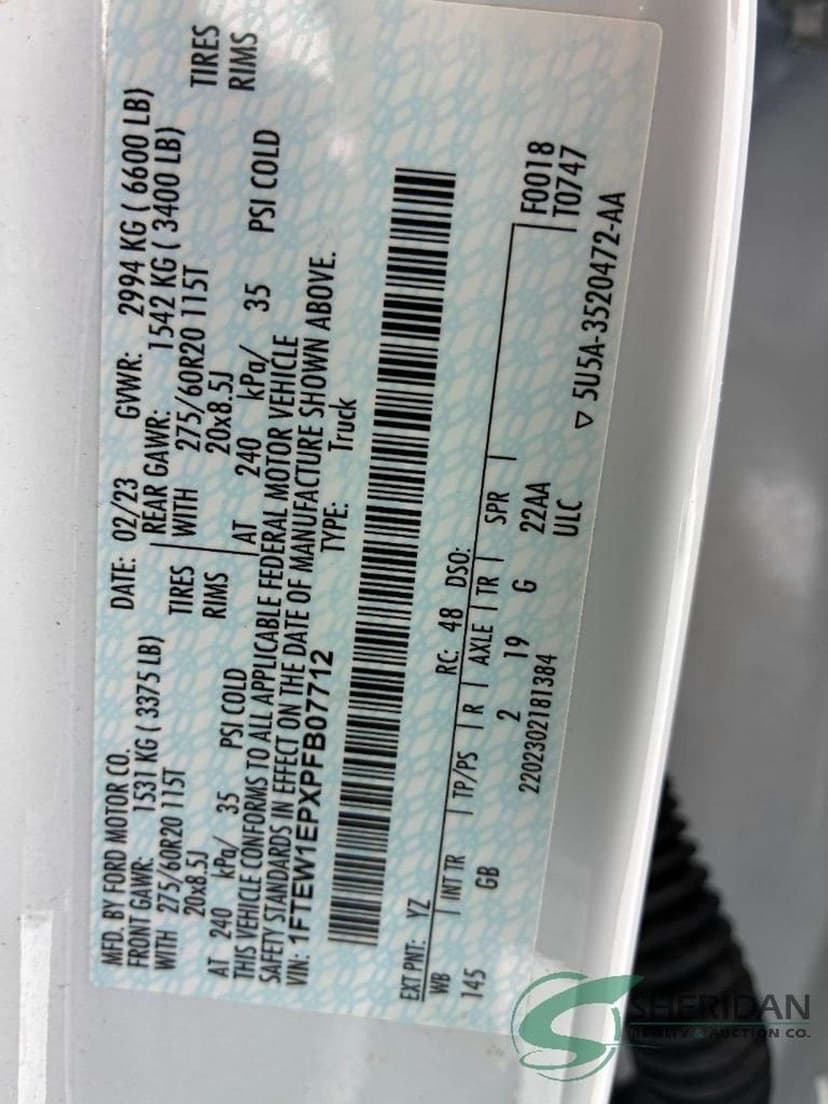 MFD. BY FORD MOTOR CO.
DATE: 02/23 GVWR: 2994 KG ( 6600 LB)
FRONT GAWR: 1531 KG ( 3375 LB) REAR GAWR: 1542 KG ( 3400 LB)
WITH 275/60R20 115T TIRES WITH 275/60R20 115T TIRES
20x8.5J RIMS 20x8.5J RIMS
AT 240 kPa/ 35 PSI COLD AT 240 kPa/ 35 PSI COLD
THIS VEHICLE CONFORMS TO ALL APPLICABLE FEDERAL MOTOR VEHICLE
SAFETY STANDARDS IN EFFECT ON THE DATE OF MANUFACTURE SHOWN ABOVE.
VIN: 1FTEW1EPXPFB07712 TYPE: Truck
EXT PNT: YZ RC: 48 DSO:
WB INT TR TP/PS R AXLE TR SPR F0018
145 GB 2 19 G 22AA T0747
2202302181384 ULC
▽ 5U5A-3520472-AA
SHERIDAN
REALTY & AUCTION CO.